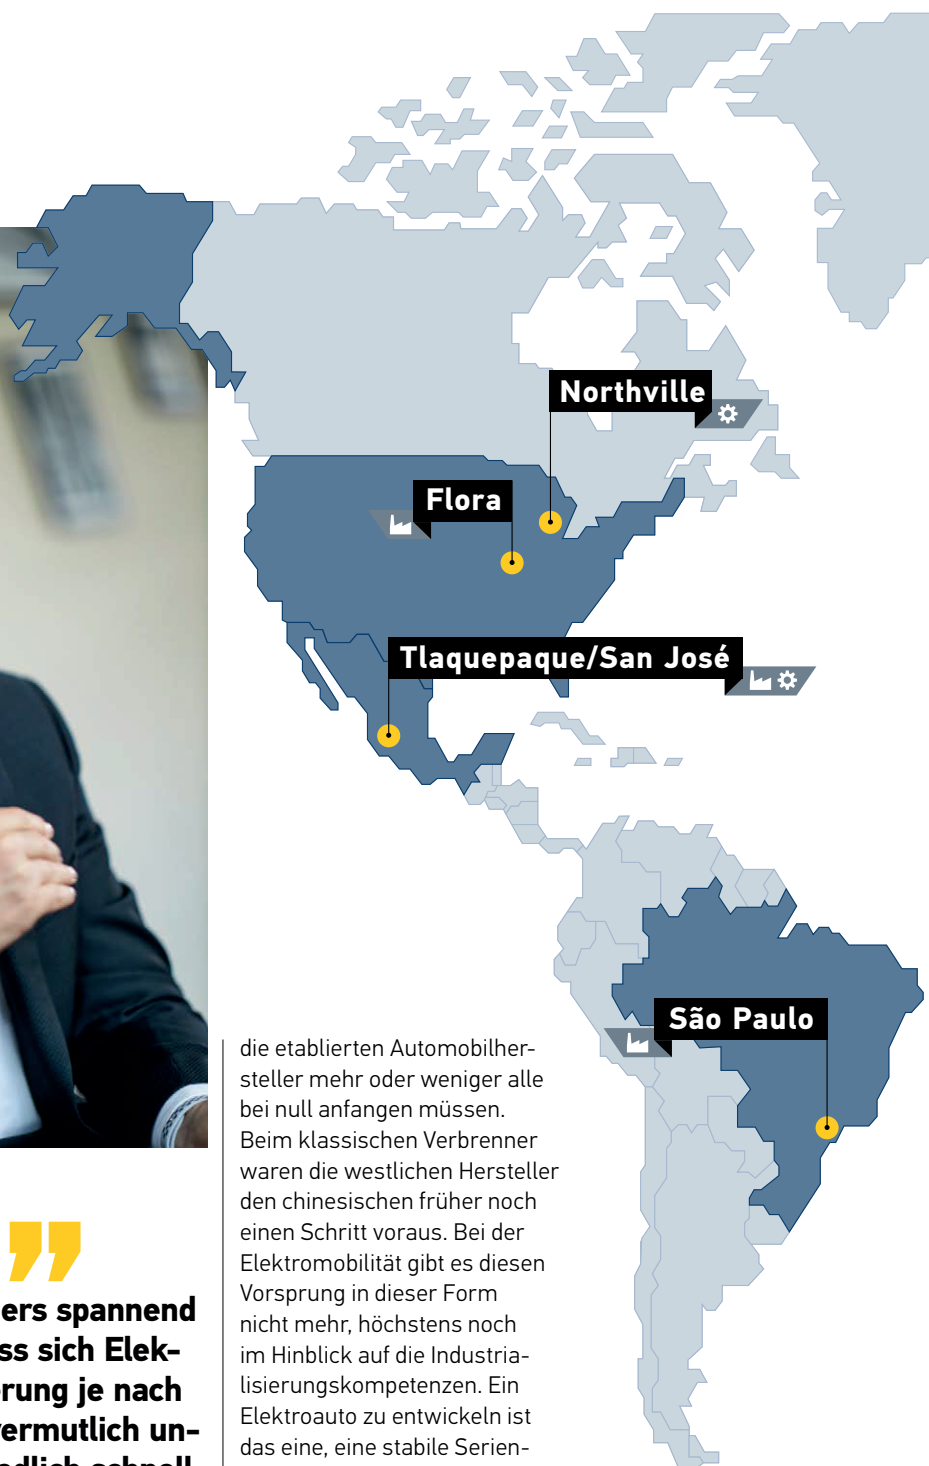 Northville
Flora
Tlaquepaque/San José
São Paulo
die etablierten Automobilher-
steller mehr oder weniger alle
bei null anfangen müssen.
Beim klassischen Verbrenner
waren die westlichen Hersteller
den chinesischen früher noch
einen Schritt voraus. Bei der
Elektromobilität gibt es diesen
Vorsprung in dieser Form
nicht mehr, höchstens noch
im Hinblick auf die Industria-
lisierungskompetenzen. Ein
Elektroauto zu entwickeln ist
das eine, eine stabile Serien-
”
ers spannend
ss sich Elek-
rung je nach
vermutlich un-
dlich schnell